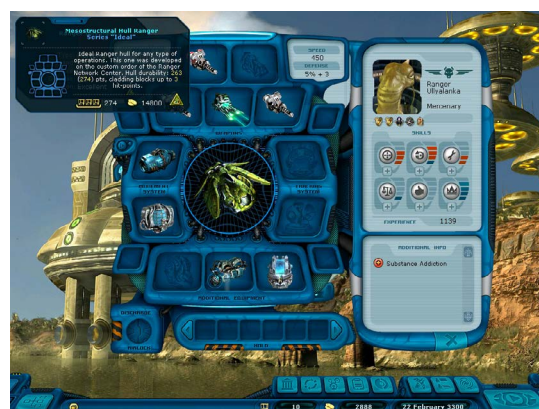 Mesostructural Hull Ranger
Series "Ideal"
Ideal Ranger hull for any type of
operations. This one was developed
on the custom order of the Ranger
Network Center. Hull durability: 263
(274) pts, cladding blocks up to 3
hit-points.
274 14800
SPEED
450
DEFENSE
5% + 3
Ranger
Ullyalanka
Mercenary
SKILLS
EXPERIENCE 1139
ADDITIONAL INFO
Substance Addiction
WEAPONS
SYSTEM
SYSTEM
ADDITIONAL EQUIPMENT
HOLD
10 2888 22 February 3300